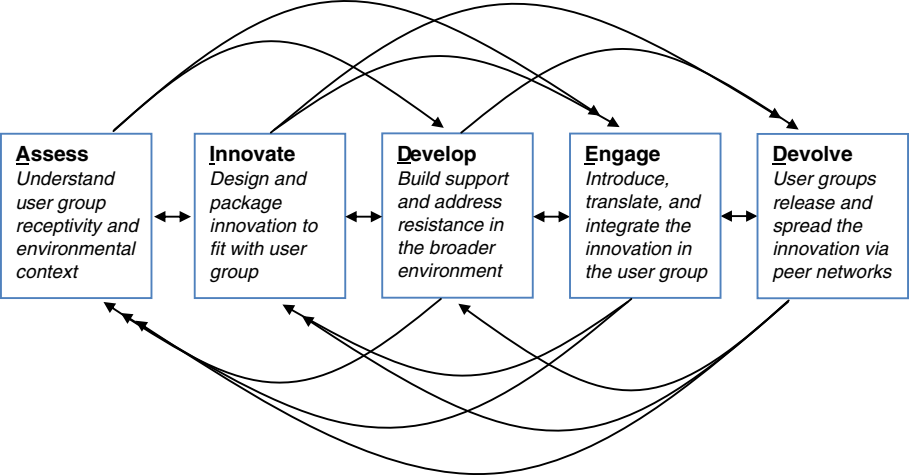 Assess
Understand
user group
receptivity and
environmental
context
Innovate
Design and
package
innovation to
fit with user
group
Develop
Build support
and address
resistance in
the broader
environment
Engage
Introduce,
translate, and
integrate the
innovation in
the user group
Devolve
User groups
release and
spread the
innovation via
peer networks